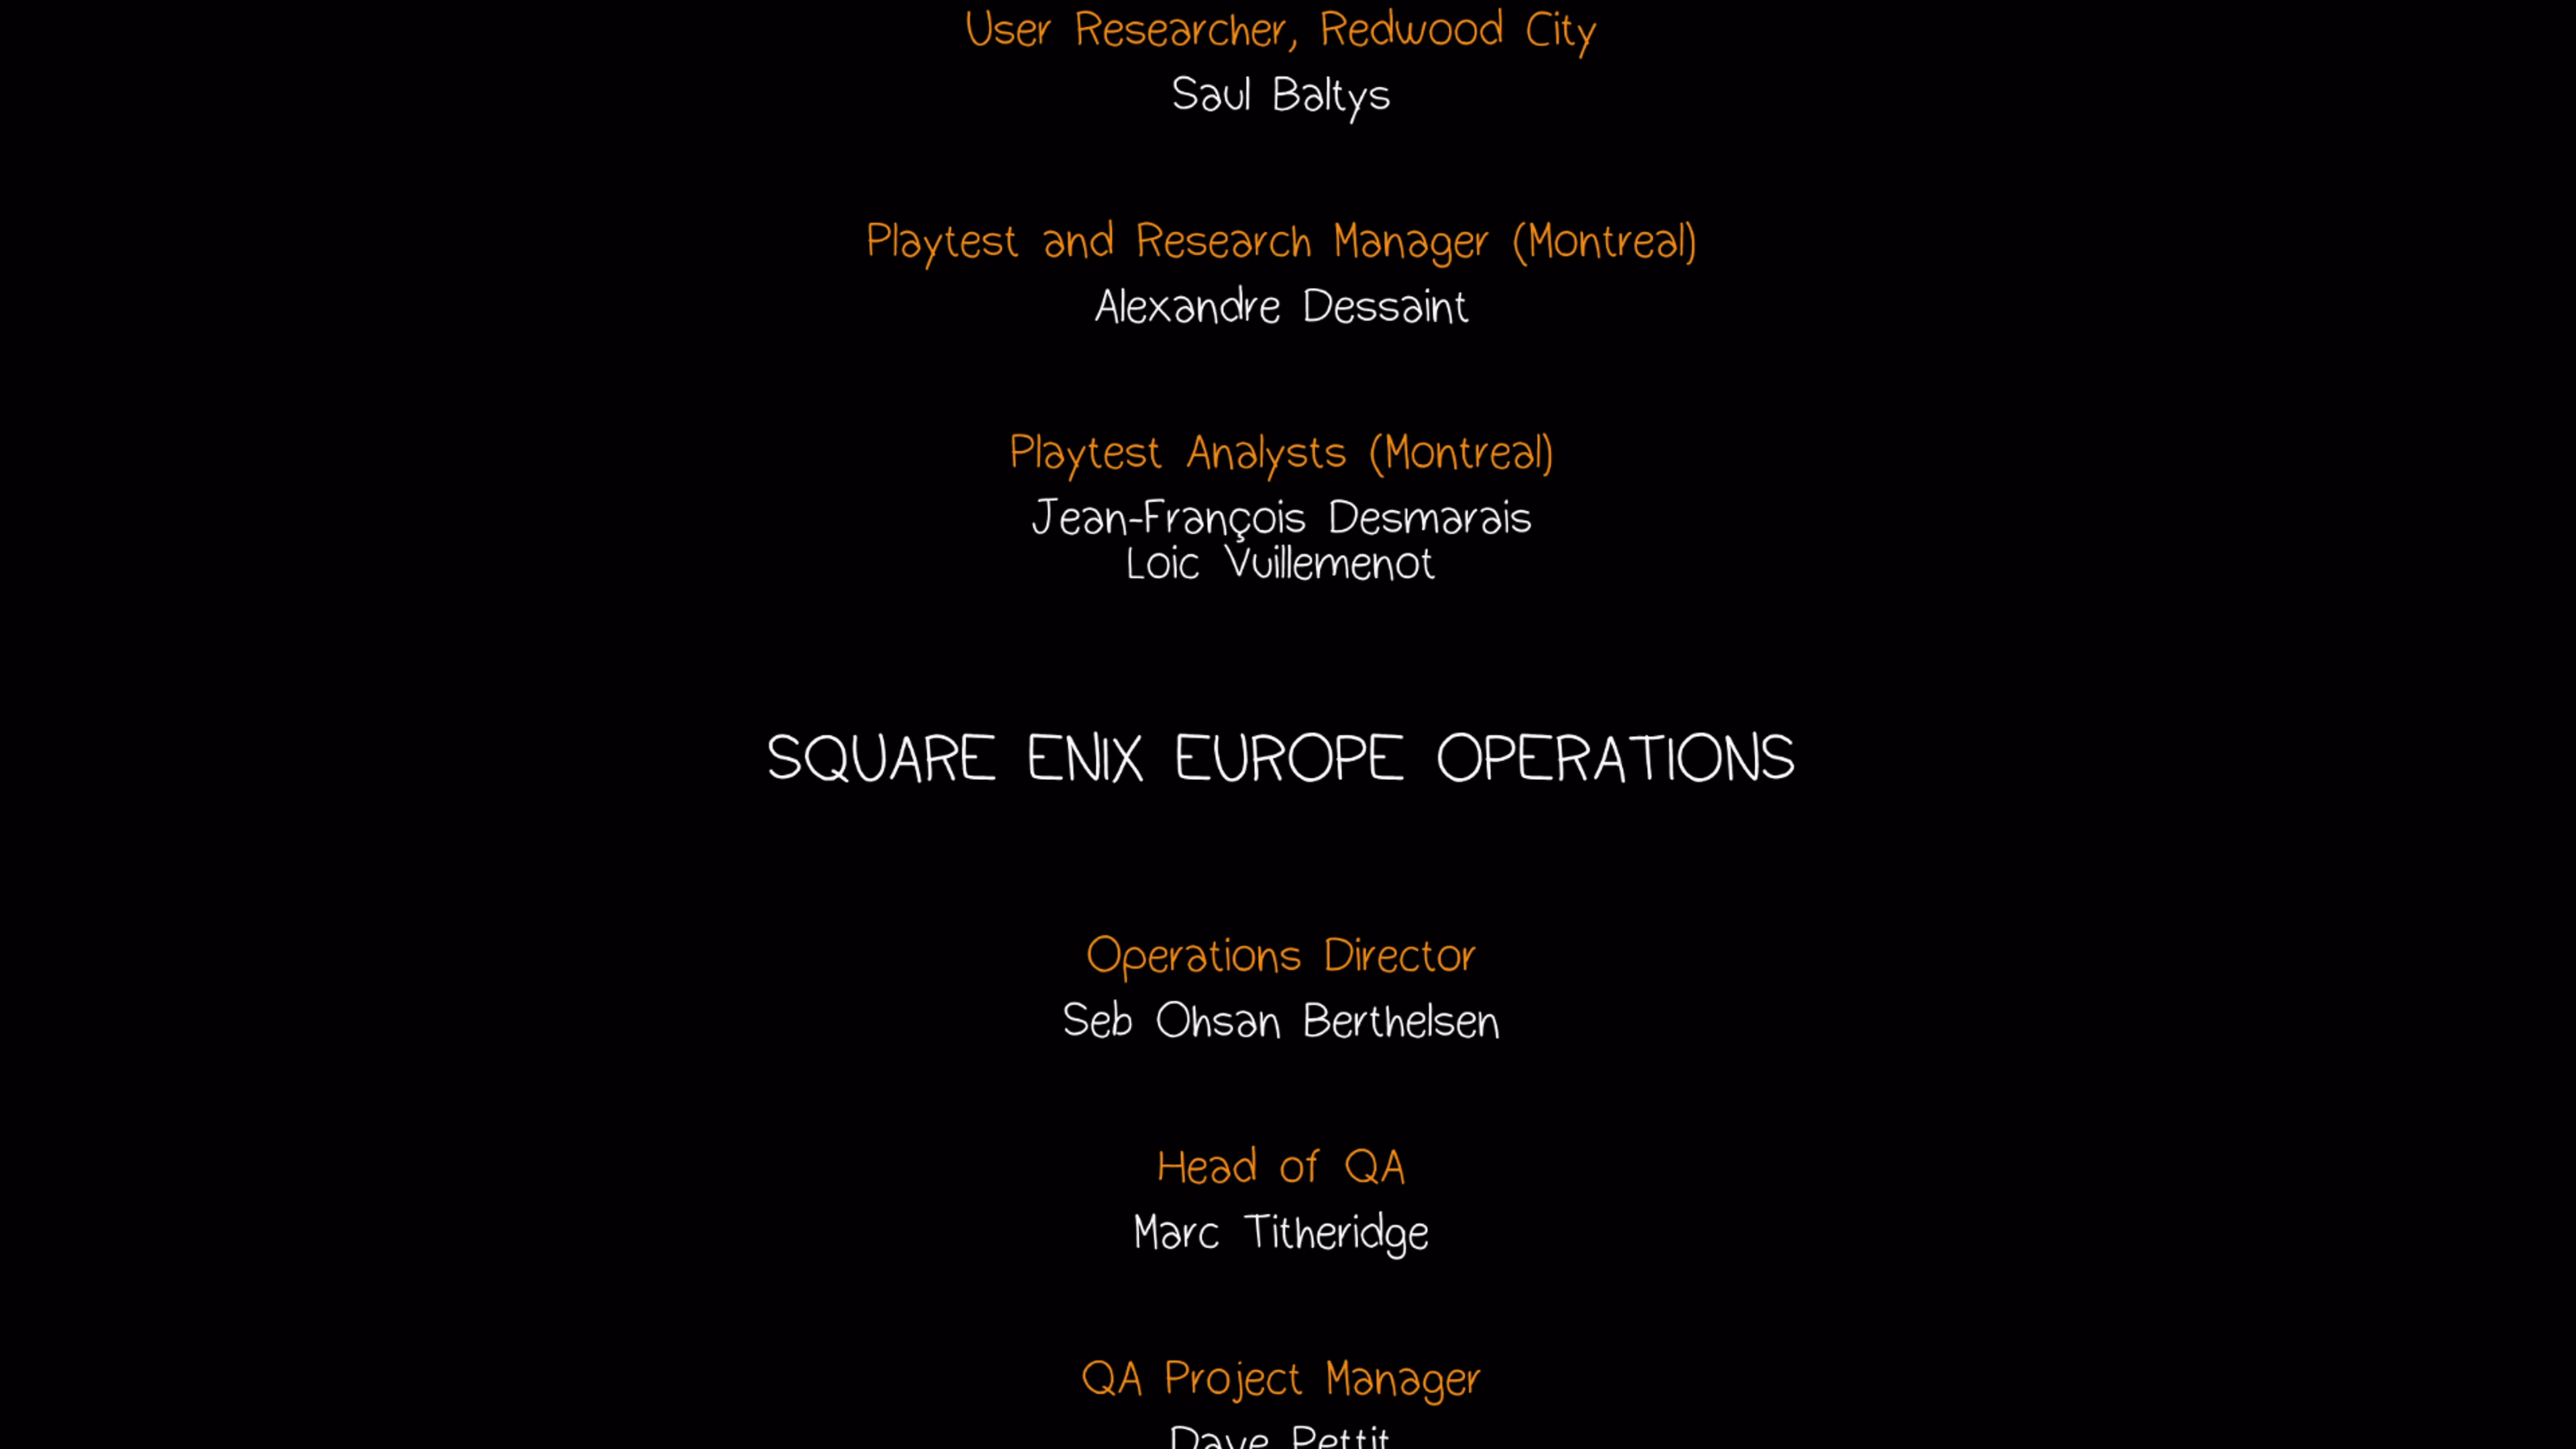 User Researcher, Redwood City
Saul Baltys
Playtest and Research Manager (Montreal)
Alexandre Dessaint
Playtest Analysts (Montreal)
Jean-François Desmarais
Loic Vuillemenot
SQUARE ENIX EUROPE OPERATIONS
Operations Director
Seb Ohsan Berthelsen
Head of QA
Marc Titheridge
QA Project Manager
Dave Pettit